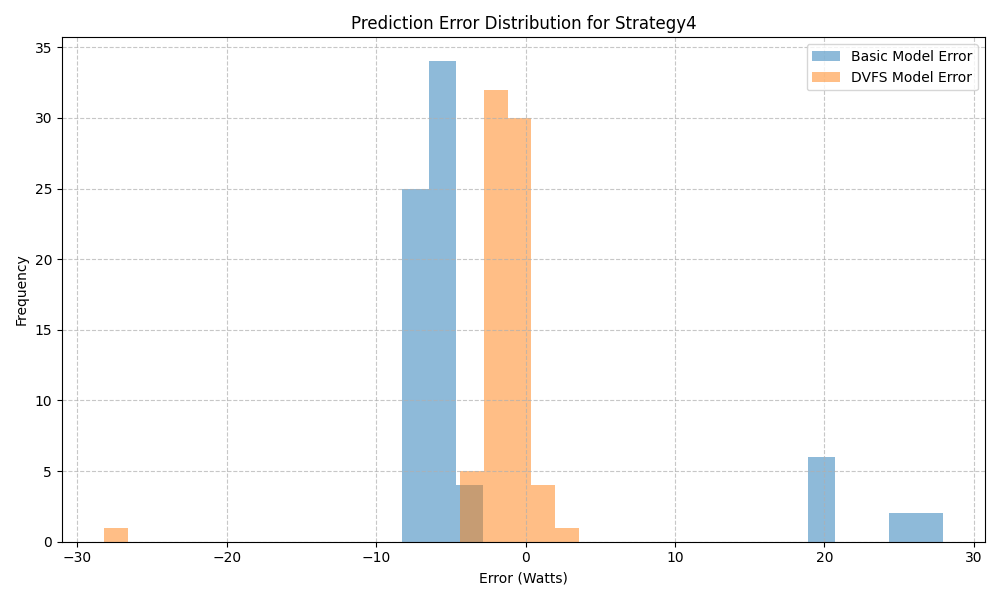 Prediction Error Distribution for Strategy4
Basic Model Error
DVFS Model Error
35
30
25
20
15
10
5
0
−30 −20 −10 0 10 20 30
Frequency
Error (Watts)